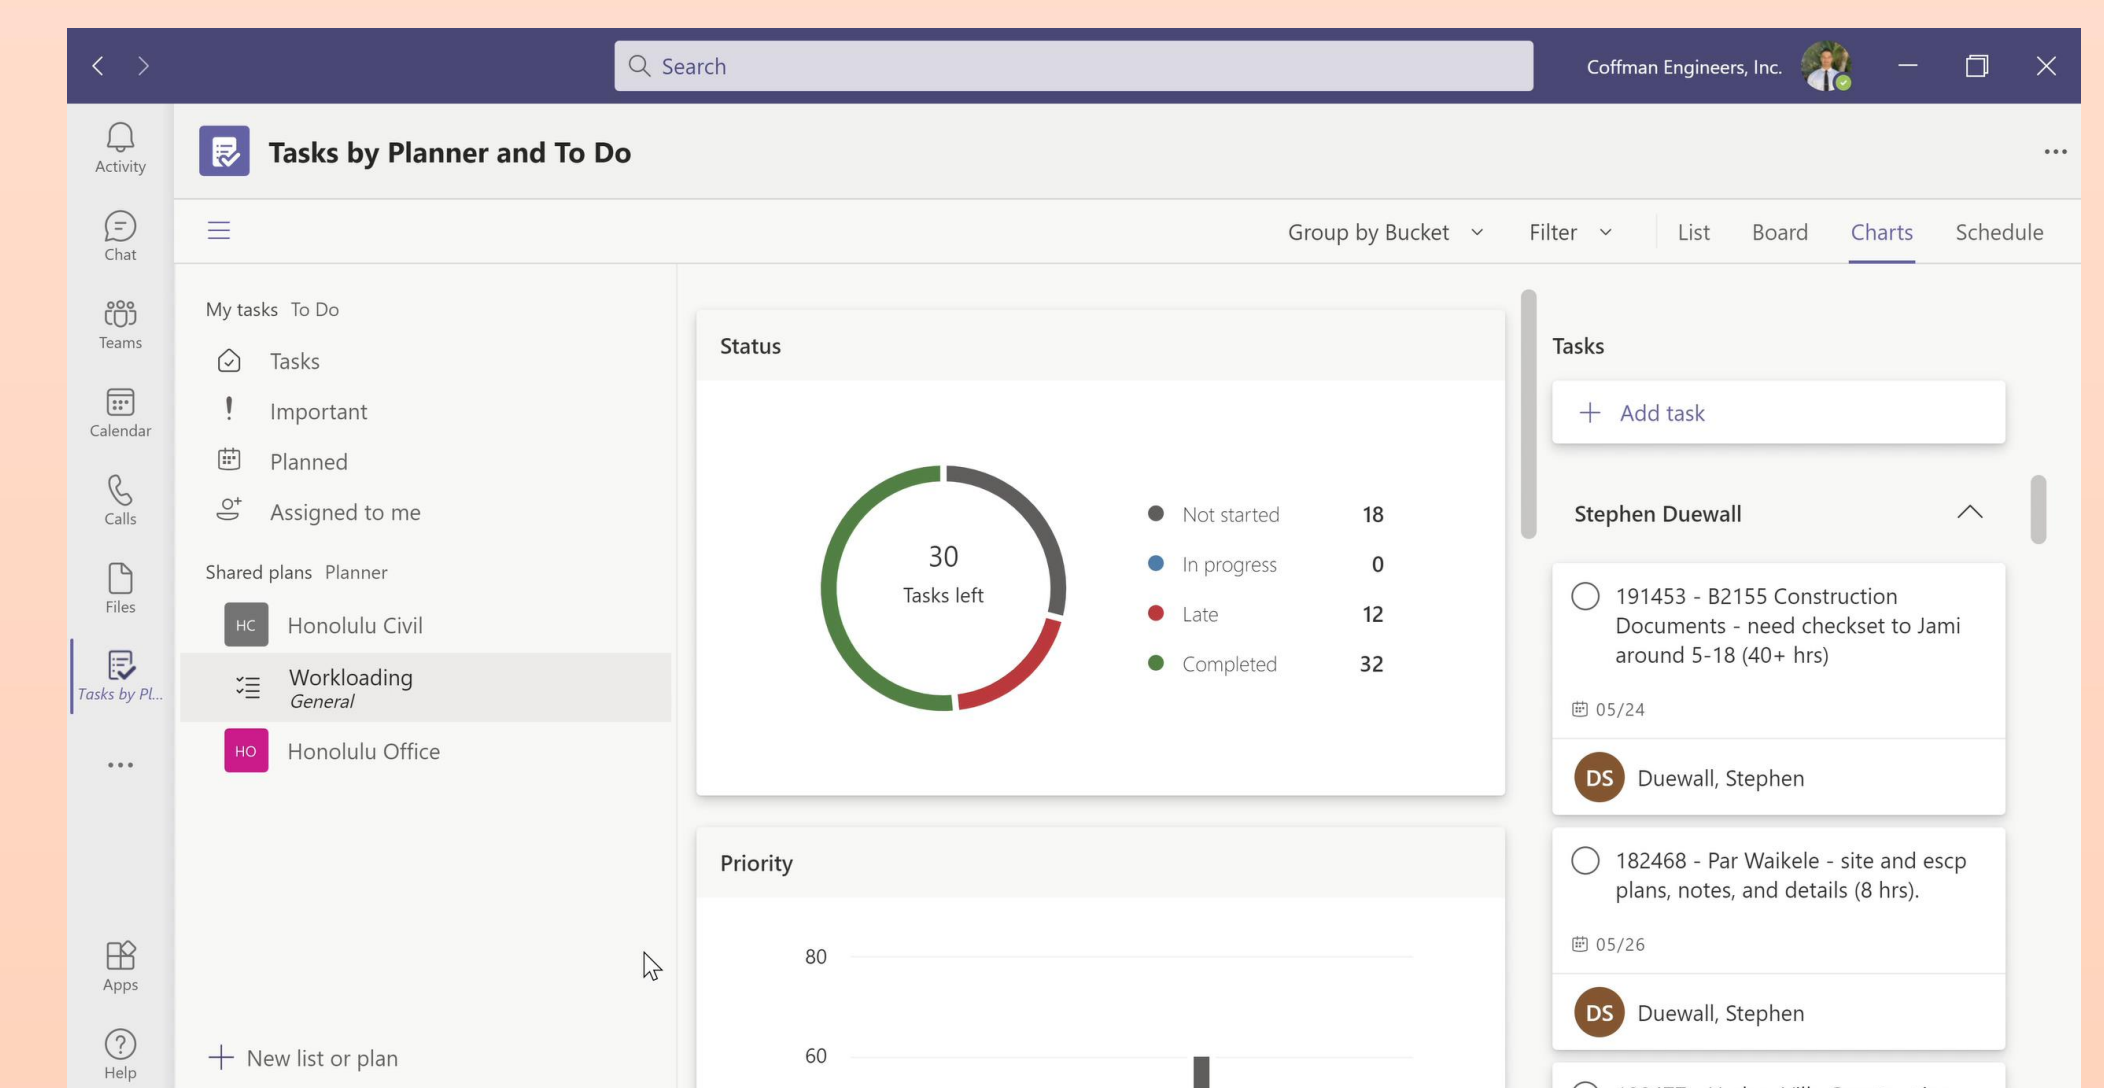 Search
Coffman Engineers, Inc.
Activity
Chat
Teams
Calendar
Calls
Files
Tasks by Pl...
Apps
Help
Tasks by Planner and To Do
Group by Bucket
Filter
List
Board
Charts
Schedule
My tasks To Do
Tasks
Important
Planned
Assigned to me
Shared plans Planner
HC Honolulu Civil
Workloading
General
HO Honolulu Office
New list or plan
Status
30
Tasks left
Not started 18
In progress 0
Late 12
Completed 32
Priority
80
60
Tasks
Add task
Stephen Duewall
191453 - B2155 Construction
Documents - need checkset to Jami
around 5-18 (40+ hrs)
05/24
DS Duewall, Stephen
182468 - Par Waikele - site and escp
plans, notes, and details (8 hrs).
05/26
DS Duewall, Stephen